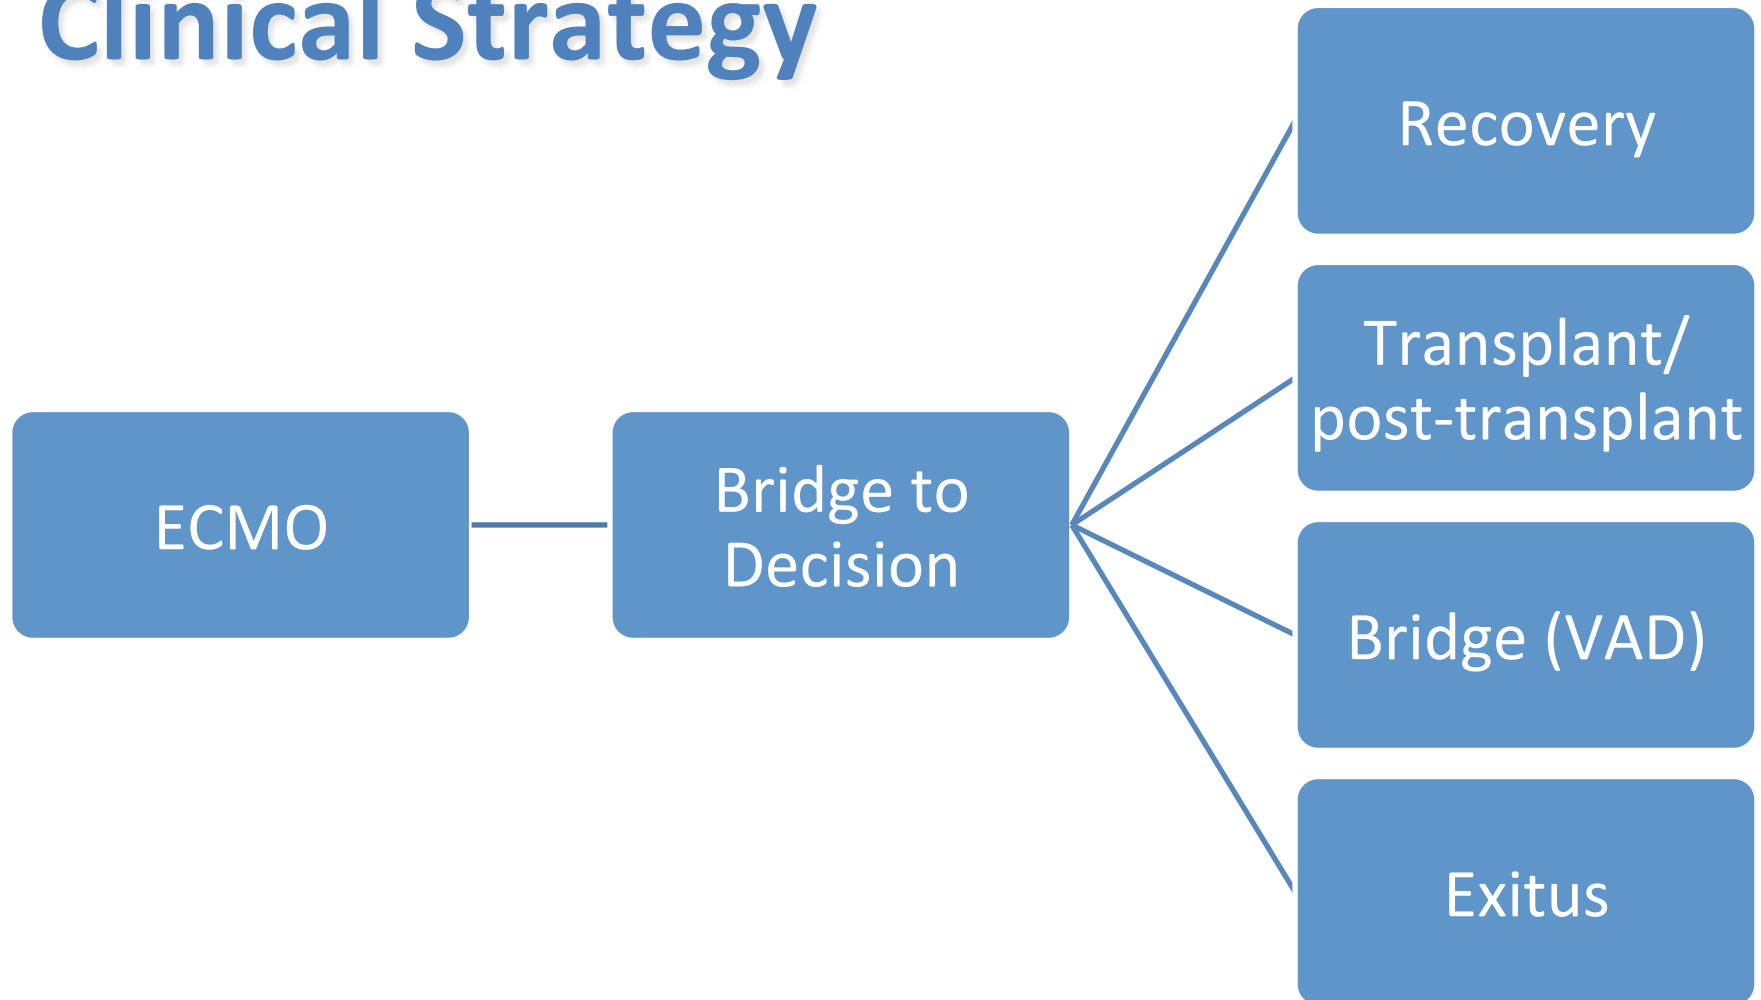 Clinical Strategy
ECMO
Bridge to
Decision
Recovery
Transplant/
post-transplant
Bridge (VAD)
Exitus